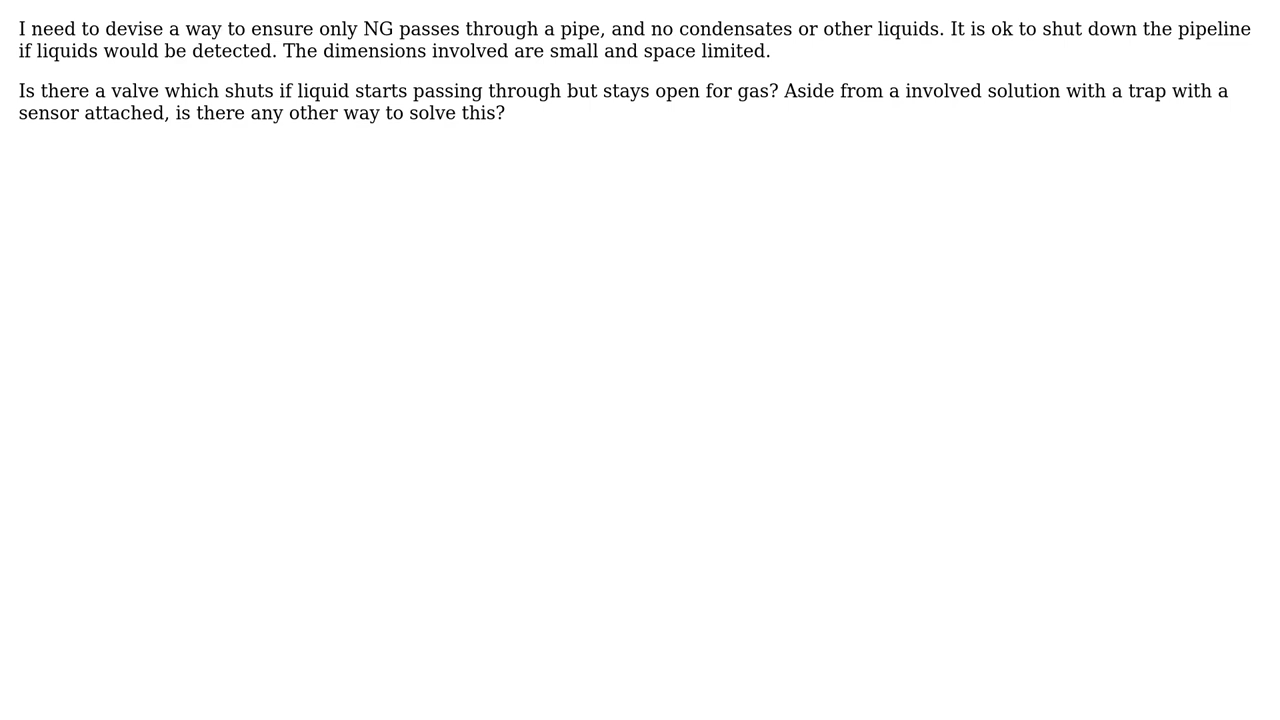 I need to devise a way to ensure only NG passes through a pipe, and no condensates or other liquids. It is ok to shut down the pipeline
if liquids would be detected. The dimensions involved are small and space limited.
Is there a valve which shuts if liquid starts passing through but stays open for gas? Aside from a involved solution with a trap with a
sensor attached, is there any other way to solve this?